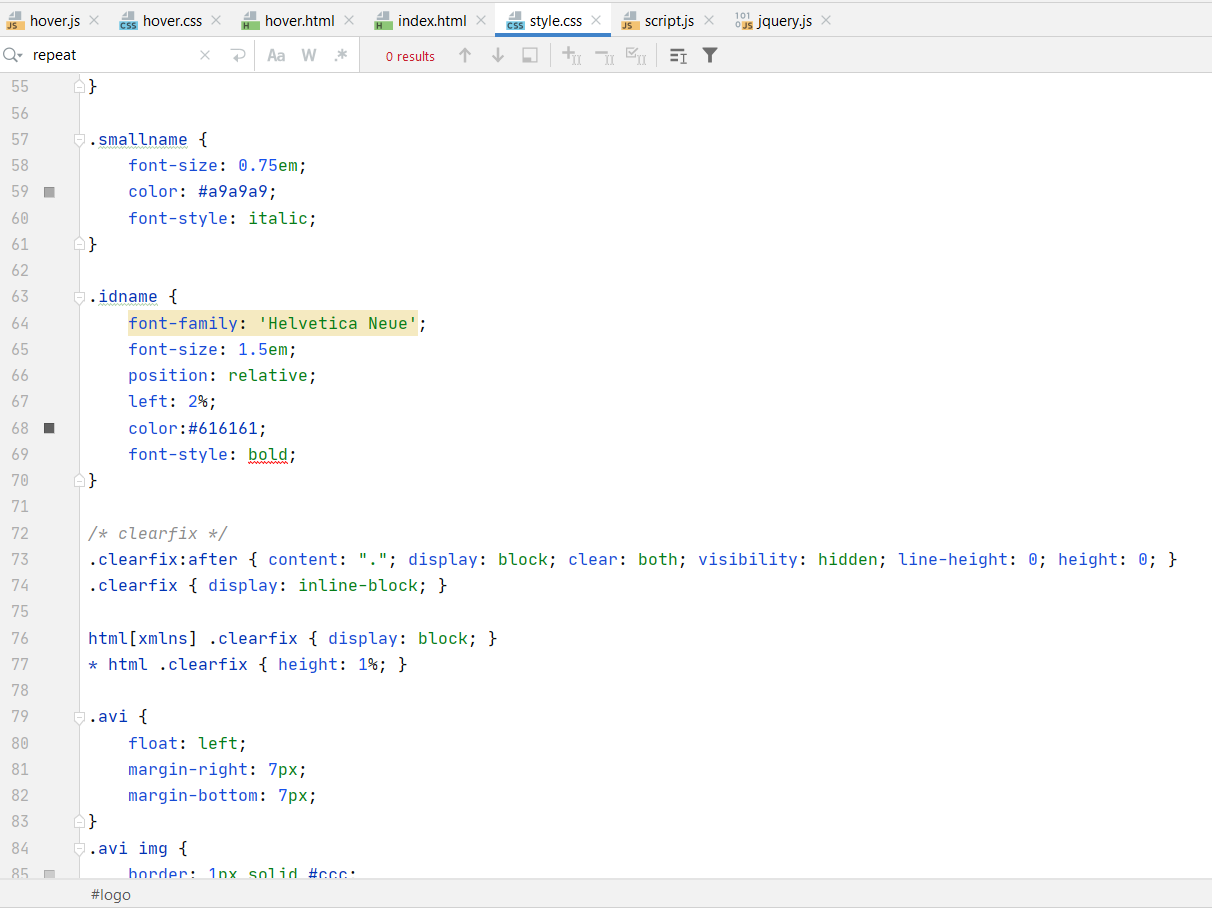 hover.js hover.css hover.html index.html style.css script.js jquery.js
repeat Aa W .* 0 results
55 }
56
57 .smallname {
58 font-size: 0.75em;
59 color: #a9a9a9;
60 font-style: italic;
61 }
62
63 .idname {
64 font-family: 'Helvetica Neue';
65 font-size: 1.5em;
66 position: relative;
67 left: 2%;
68 color:#616161;
69 font-style: bold;
70 }
71
72 /* clearfix */
73 .clearfix:after { content: "."; display: block; clear: both; visibility: hidden; line-height: 0; height: 0; }
74 .clearfix { display: inline-block; }
75
76 html[xmlns] .clearfix { display: block; }
77 * html .clearfix { height: 1%; }
78
79 .avi {
80 float: left;
81 margin-right: 7px;
82 margin-bottom: 7px;
83 }
84 .avi img {
85 border: 1px solid #ccc;
#logo